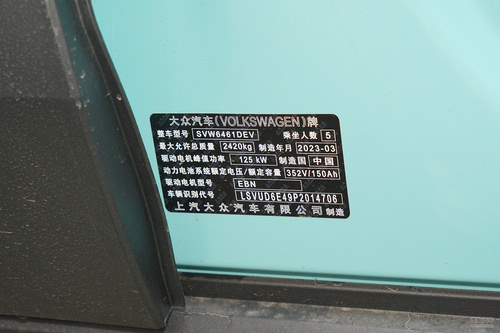 大众汽车(VOLKSWAGEN)牌
整车型号 SVW6461DEV 乘坐人数 5
最大允许总质量 2420kg 制造年月 2023-03
驱动电机峰值功率 125 kW 制造国 中国
动力电池系统额定电压/额定容量 352V/150Ah
驱动电机型号 EBN
车辆识别代号 LSVUD6E49P2014706
上汽大众汽车有限公司 制造